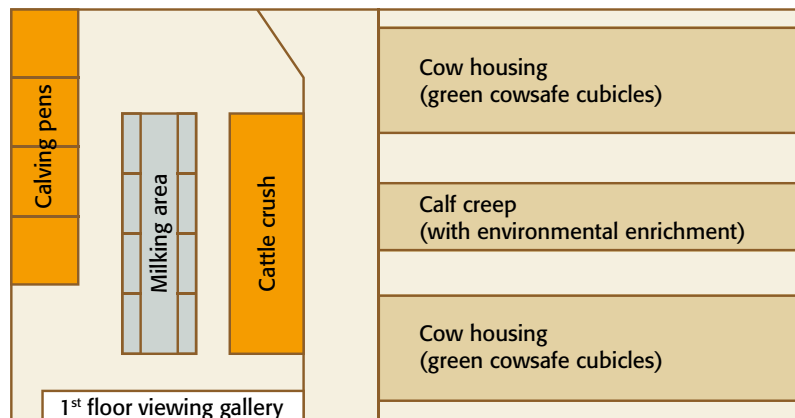 Calving pens
Milking area
Cattle crush
Cow housing
(green cowsafe cubicles)
Calf creep
(with environmental enrichment)
Cow housing
(green cowsafe cubicles)
1st floor viewing gallery